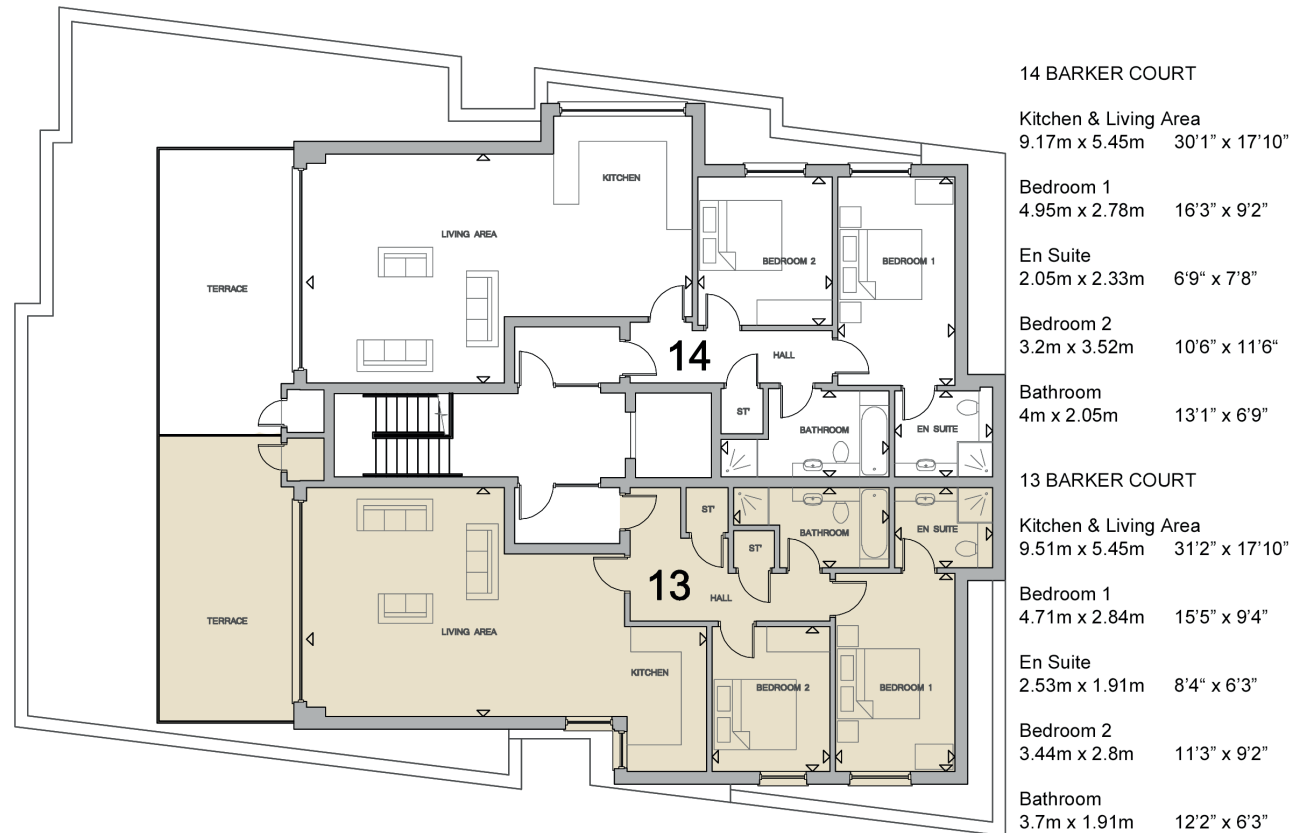 KITCHEN
LIVING AREA
BEDROOM 2
BEDROOM 1
TERRACE
14
HALL
ST'
BATHROOM
EN SUITE
ST'
BATHROOM
EN SUITE
ST'
13
HALL
TERRACE
LIVING AREA
KITCHEN
BEDROOM 2
BEDROOM 1
14 BARKER COURT
Kitchen & Living Area
9.17m x 5.45m 30'1” x 17'10”
Bedroom 1
4.95m x 2.78m 16'3” x 9'2”
En Suite
2.05m x 2.33m 6‘9“ x 7'8”
Bedroom 2
3.2m x 3.52m 10'6” x 11'6“
Bathroom
4m x 2.05m 13'1” x 6'9”
13 BARKER COURT
Kitchen & Living Area
9.51m x 5.45m 31'2” x 17'10”
Bedroom 1
4.71m x 2.84m 15'5” x 9'4”
En Suite
2.53m x 1.91m 8'4“ x 6'3”
Bedroom 2
3.44m x 2.8m 11'3” x 9'2”
Bathroom
3.7m x 1.91m 12'2” x 6'3”